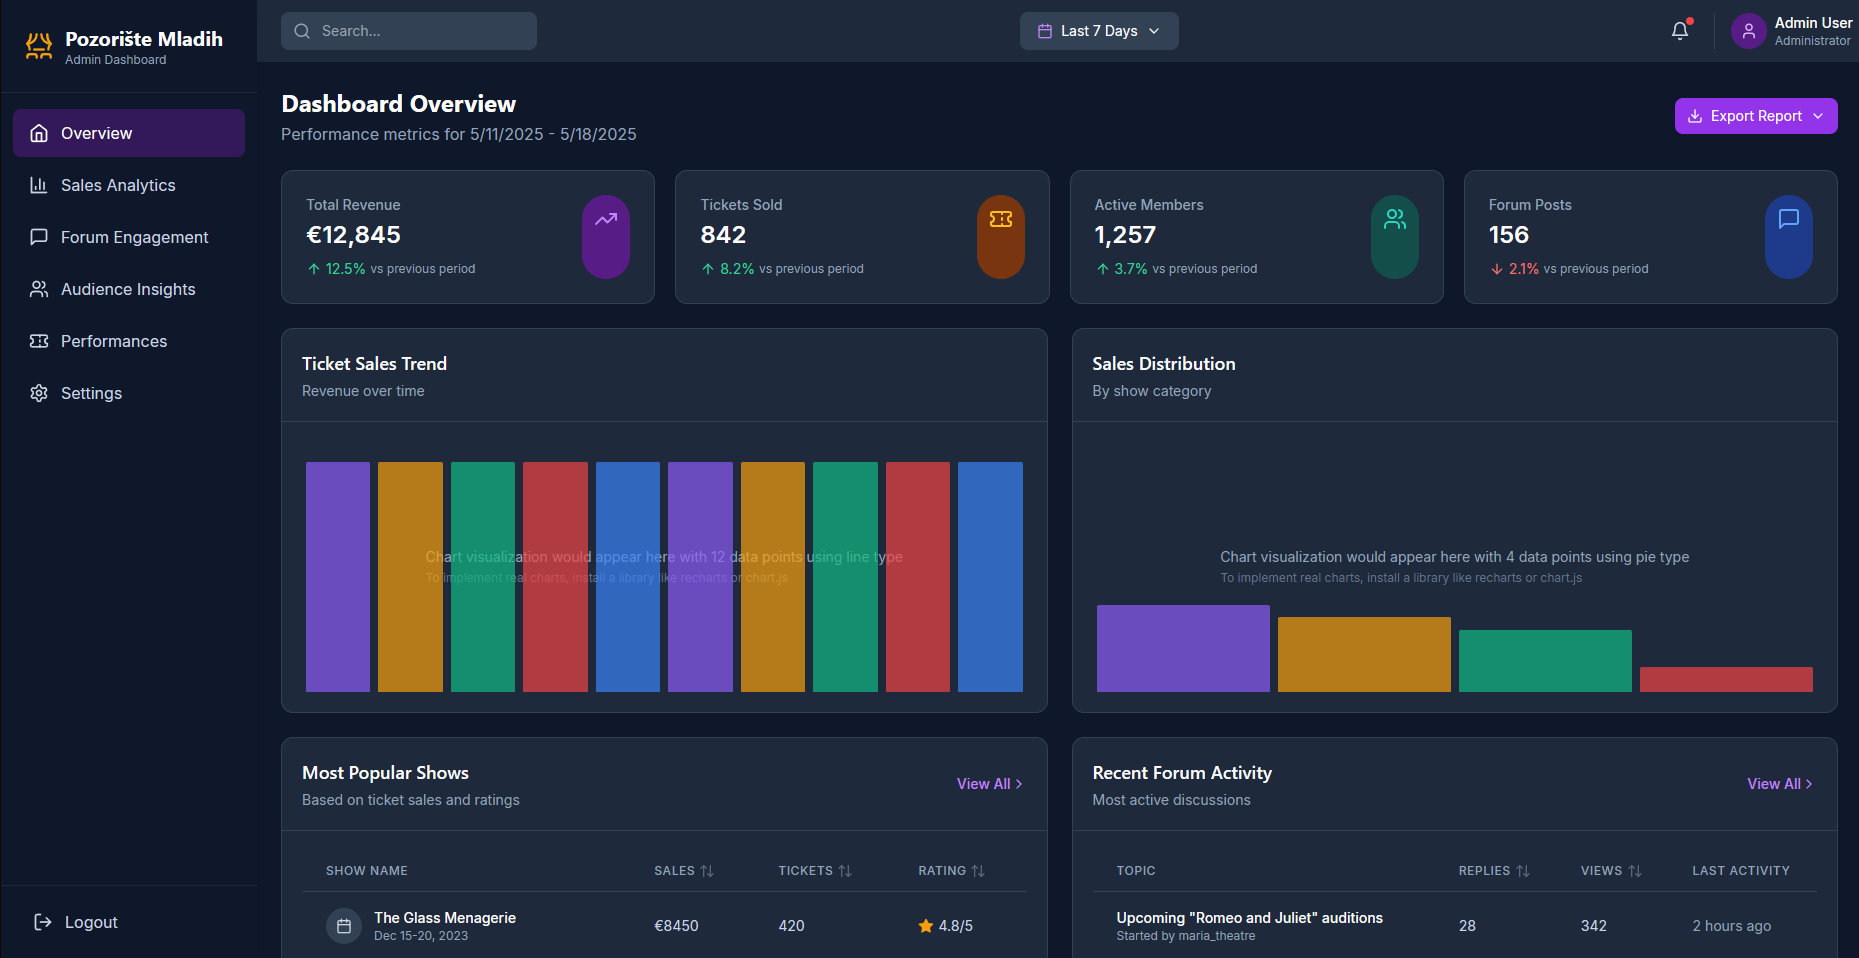 Pozorište Mladih
Admin Dashboard
Overview
Sales Analytics
Forum Engagement
Audience Insights
Performances
Settings
Logout
Search...
Last 7 Days
Admin User
Administrator
Dashboard Overview
Performance metrics for 5/11/2025 - 5/18/2025
Export Report
Total Revenue
€12,845
12.5% vs previous period
Tickets Sold
842
8.2% vs previous period
Active Members
1,257
3.7% vs previous period
Forum Posts
156
2.1% vs previous period
Ticket Sales Trend
Revenue over time
Chart visualization would appear here with 12 data points using line type
To implement real charts, install a library like recharts or chart.js
Sales Distribution
By show category
Chart visualization would appear here with 4 data points using pie type
To implement real charts, install a library like recharts or chart.js
Most Popular Shows
Based on ticket sales and ratings
View All
SHOW NAME SALES TICKETS RATING
The Glass Menagerie
Dec 15-20, 2023
€8450 420 4.8/5
Recent Forum Activity
Most active discussions
View All
TOPIC REPLIES VIEWS LAST ACTIVITY
Upcoming "Romeo and Juliet" auditions
Started by maria_theatre
28 342 2 hours ago